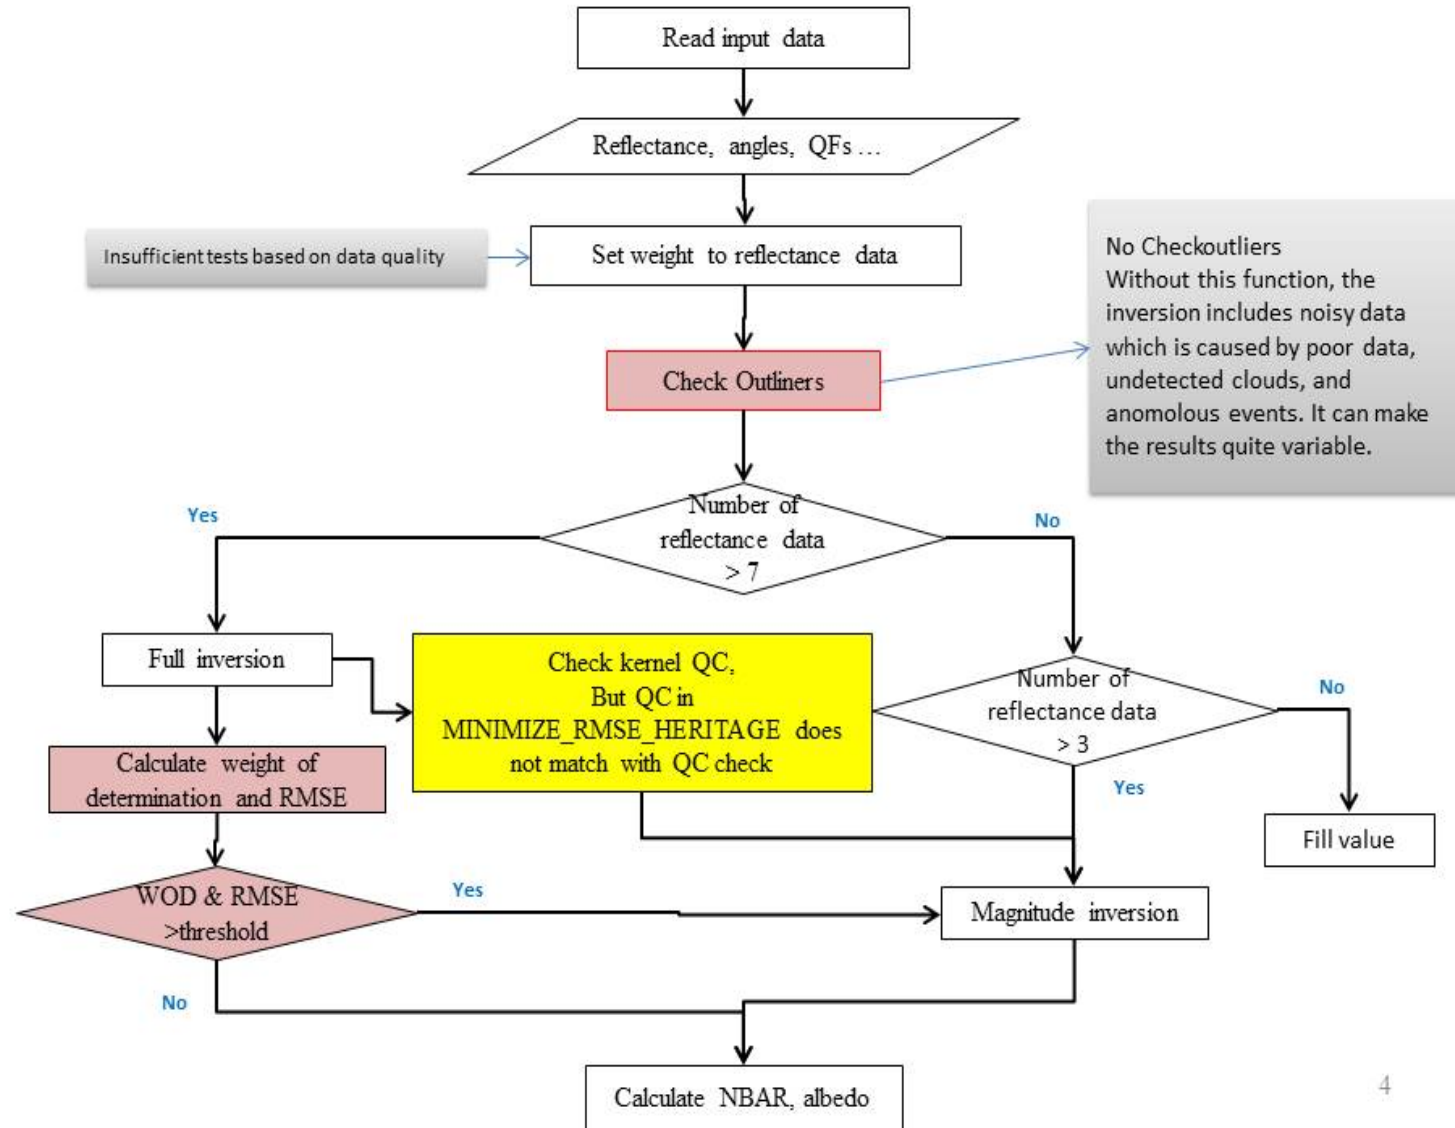 Read input data
Reflectance, angles, QFs ...
Insufficient tests based on data quality
Set weight to reflectance data
No Checkoutliers
Without this function, the
inversion includes noisy data
which is caused by poor data,
undetected clouds, and
anomolous events. It can make
the results quite variable.
Check Outliners
Yes
Number of
reflectance data
> 7
No
Full inversion
Check kernel QC,
But QC in
MINIMIZE_RMSE_HERITAGE does
not match with QC check
Number of
reflectance data
> 3
No
Yes
Calculate weight of
determination and RMSE
Fill value
WOD & RMSE
>threshold
Yes
Magnitude inversion
No
Calculate NBAR, albedo
4